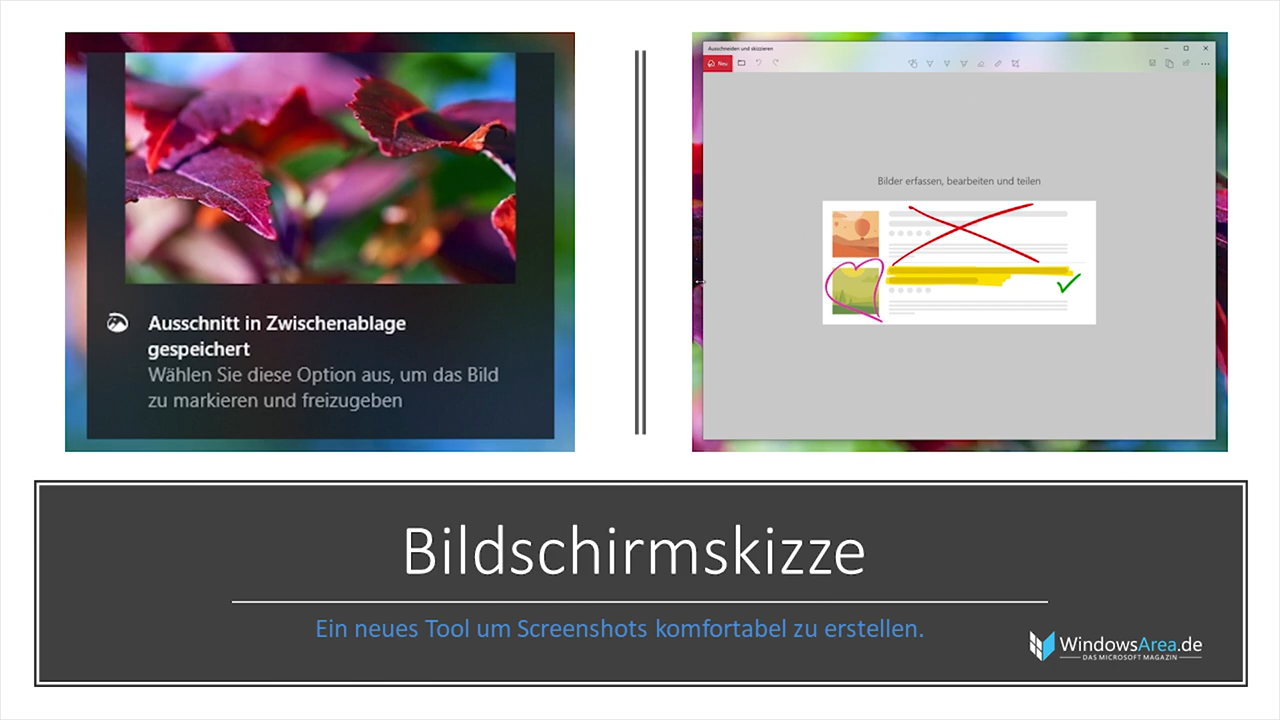 Ausschnitt in Zwischenablage
gespeichert
Wählen Sie diese Option aus, um das Bild
zu markieren und freizugeben
Ausschneiden und skizzieren
Neu
Bilder erfassen, bearbeiten und teilen
Bildschirmskizze
Ein neues Tool um Screenshots komfortabel zu erstellen.
WindowsArea.de
DAS MICROSOFT MAGAZIN